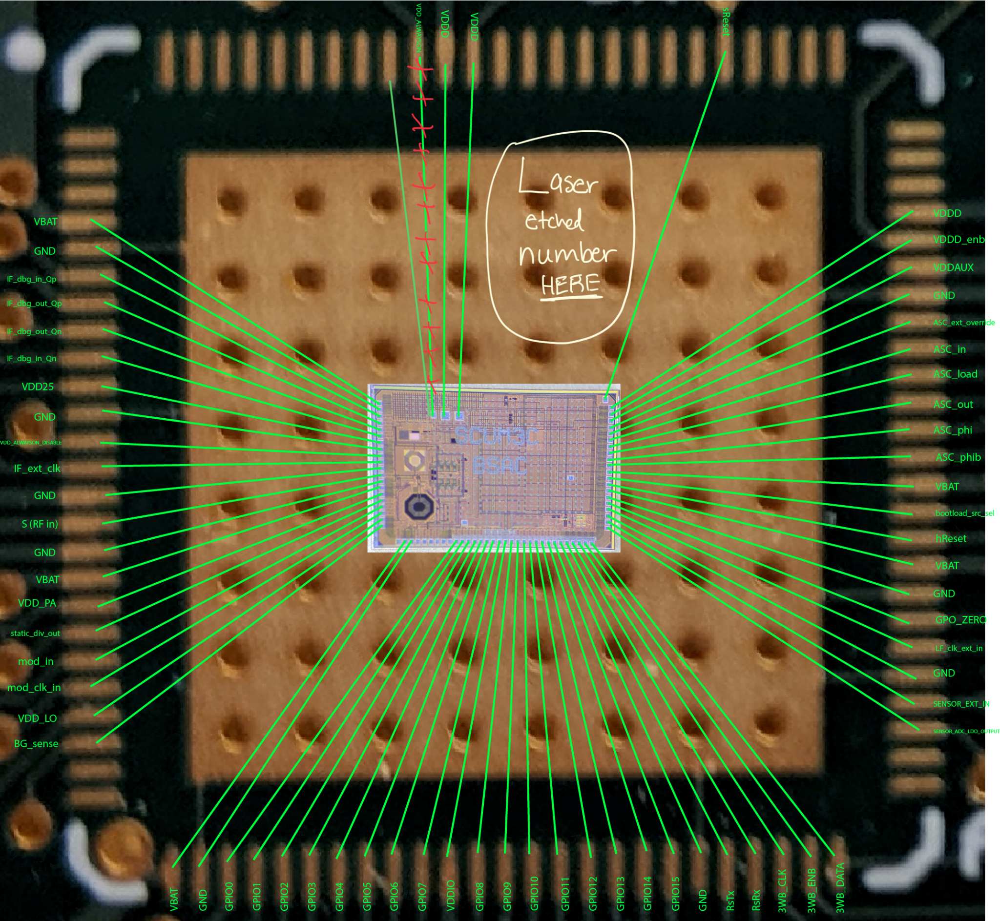 VDD_ALWAYSON
VDDD
VDDD
sReset
Laser
etched
number
HERE
VBAT
GND
IF_dbg_in_Qp
IF_dbg_out_Qp
IF_dbg_out_Qn
IF_dbg_in_Qn
VDD25
GND
VDD_ALWAYSON_DISABLE
IF_ext_clk
GND
S (RF in)
GND
VBAT
VDD_PA
static_div_out
mod_in
mod_clk_in
VDD_LO
BG_sense
SCUM3C
BSAC
VDDD
VDDD_enb
VDDAUX
GND
ASC_ext_override
ASC_in
ASC_load
ASC_out
ASC_phi
ASC_phib
VBAT
bootload_src_sel
hReset
VBAT
GND
GPO_ZERO
LF_clk_ext_in
GND
SENSOR_EXT_IN
SENSOR_ADC_LDO_OUTPUT
VBAT
GND
GPIO0
GPIO1
GPIO2
GPIO3
GPIO4
GPIO5
GPIO6
GPIO7
VDDIO
GPIO8
GPIO9
GPIO10
GPIO11
GPIO12
GPIO13
GPIO14
GPIO15
GND
RsTx
RsRx
3WB_CLK
3WB_ENB
3WB_DATA